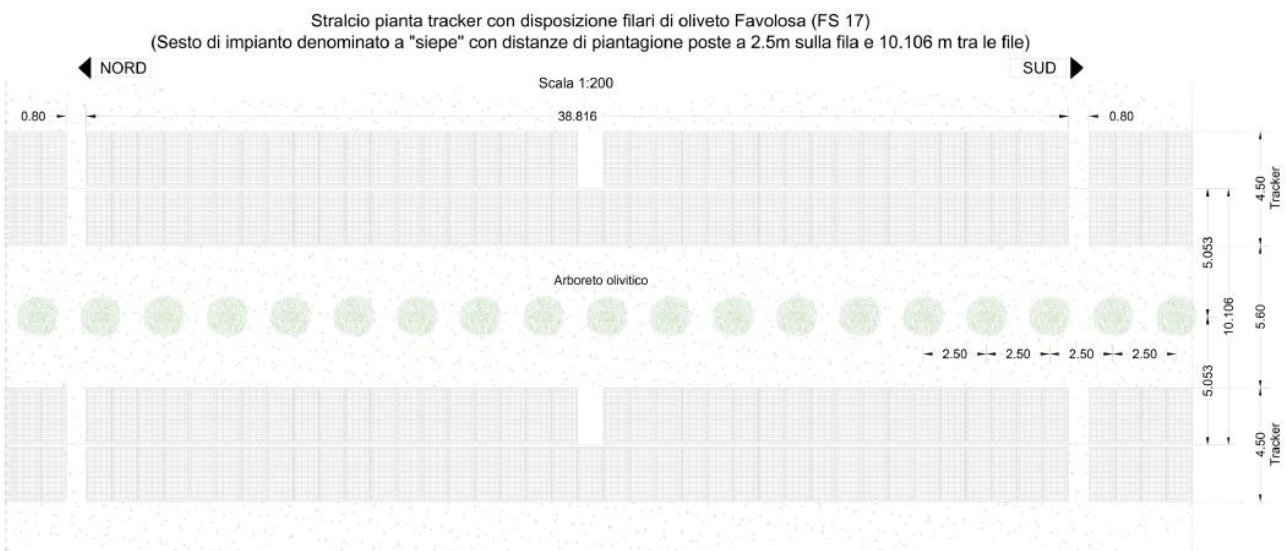 Stralcio pianta tracker con disposizione filari di oliveto Favolosa (FS 17)
(Sesto di impianto denominato a "siepe" con distanze di piantagione poste a 2.5m sulla fila e 10.106 m tra le file)
NORD
SUD
Scala 1:200
0.80
38.816
0.80
4.50
Tracker
5.053
Arboreto olivitico
10.106
5.60
2.50
2.50
2.50
2.50
5.053
4.50
Tracker